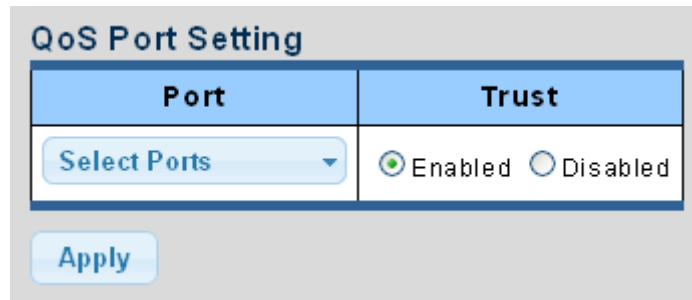 QoS Port Setting
Port Trust
Select Ports Enabled Disabled
Apply